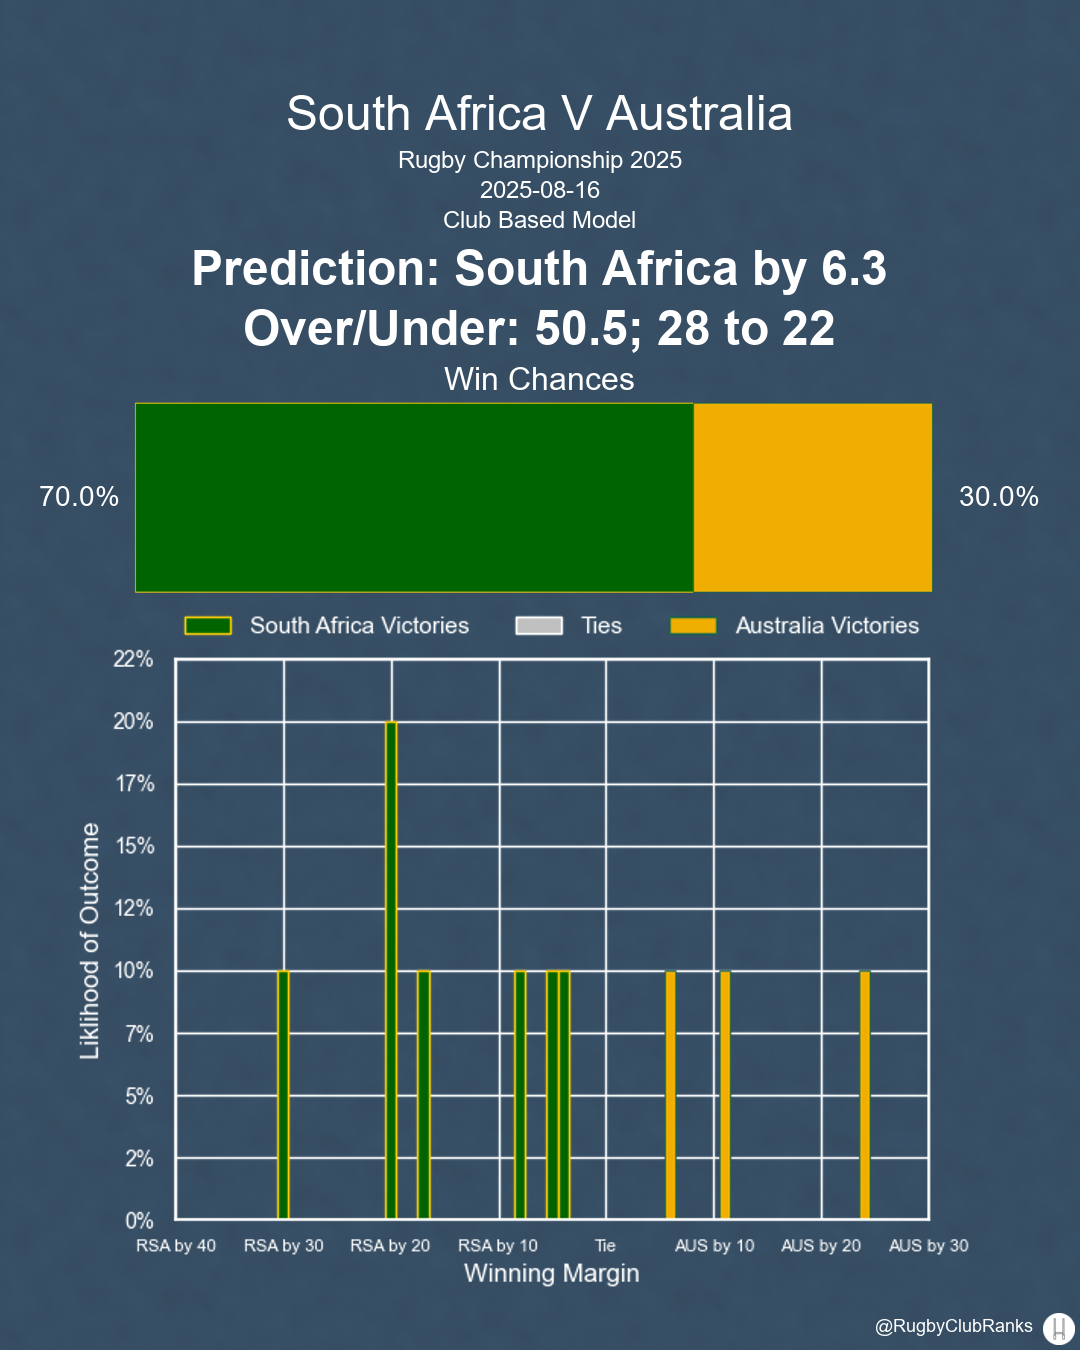 South Africa V Australia
Rugby Championship 2025
2025-08-16
Club Based Model
Prediction: South Africa by 6.3
Over/Under: 50.5; 28 to 22
Win Chances
70.0%
30.0%
South Africa Victories
Ties
Australia Victories
22%
20%
17%
15%
12%
10%
7%
5%
2%
0%
Liklihood of Outcome
RSA by 40
RSA by 30
RSA by 20
RSA by 10
Tie
AUS by 10
AUS by 20
AUS by 30
Winning Margin
@RugbyClubRanks